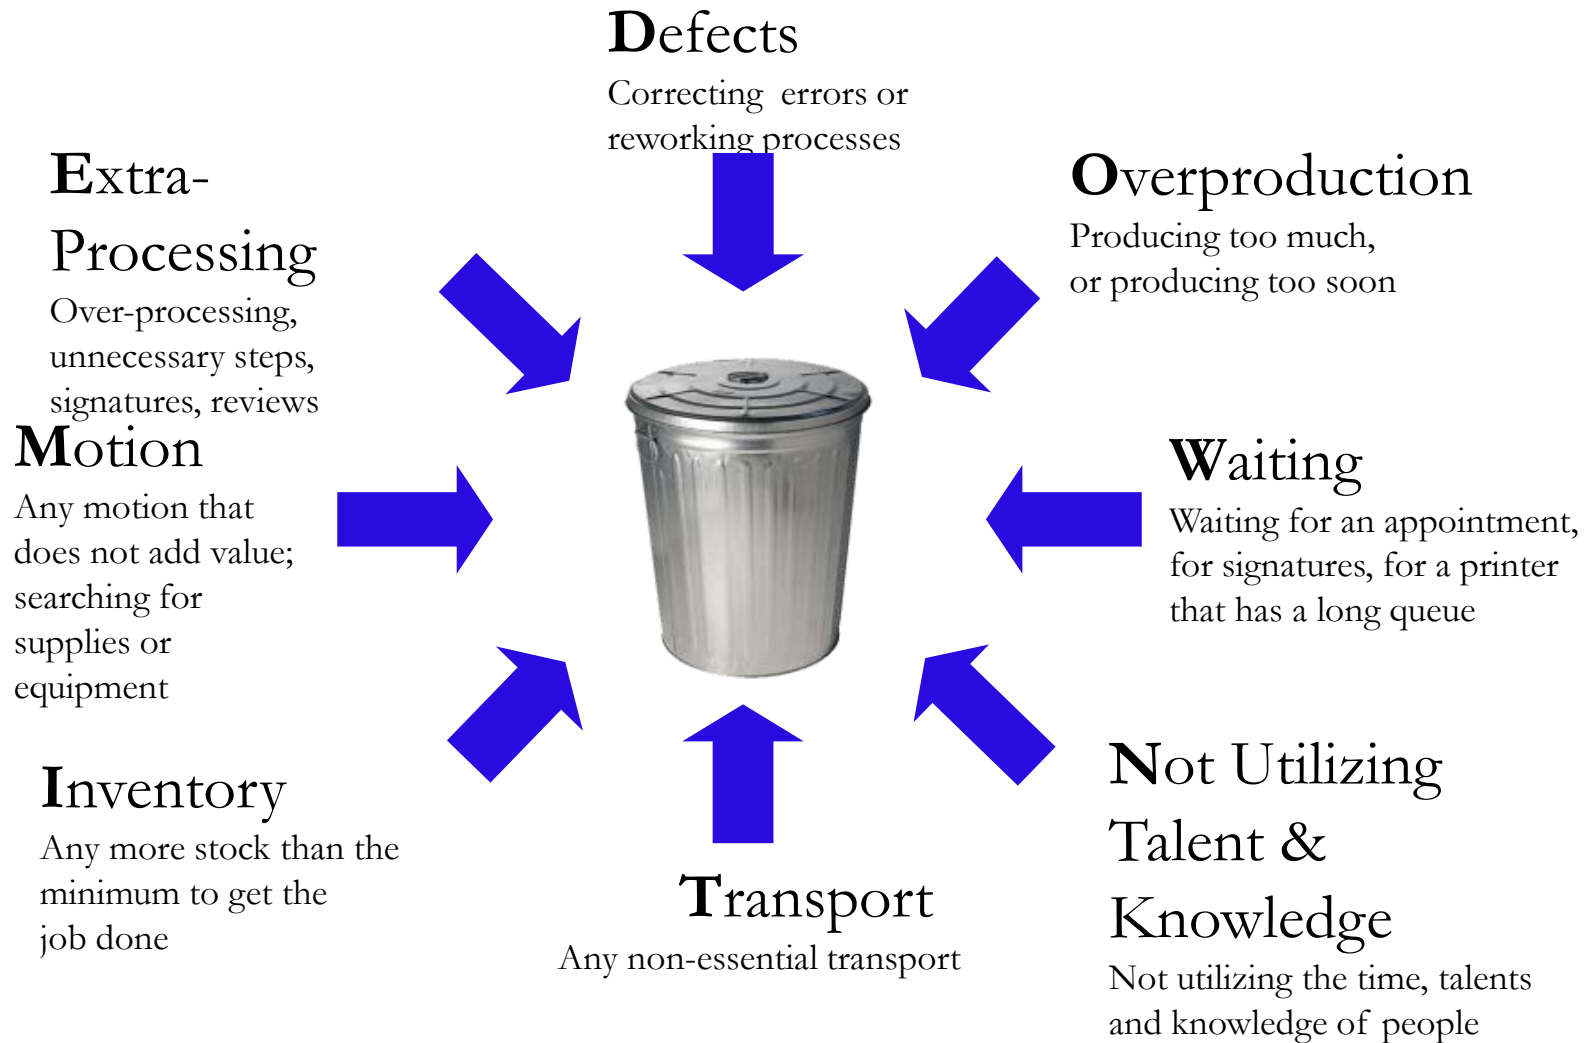 Defects
Correcting errors or
reworking processes
Overproduction
Producing too much,
or producing too soon
Waiting
Waiting for an appointment,
for signatures, for a printer
that has a long queue
Not Utilizing
Talent &
Knowledge
Not utilizing the time, talents
and knowledge of people
Transport
Any non-essential transport
Inventory
Any more stock than the
minimum to get the
job done
Motion
Any motion that
does not add value;
searching for
supplies or
equipment
Extra-
Processing
Over-processing,
unnecessary steps,
signatures, reviews